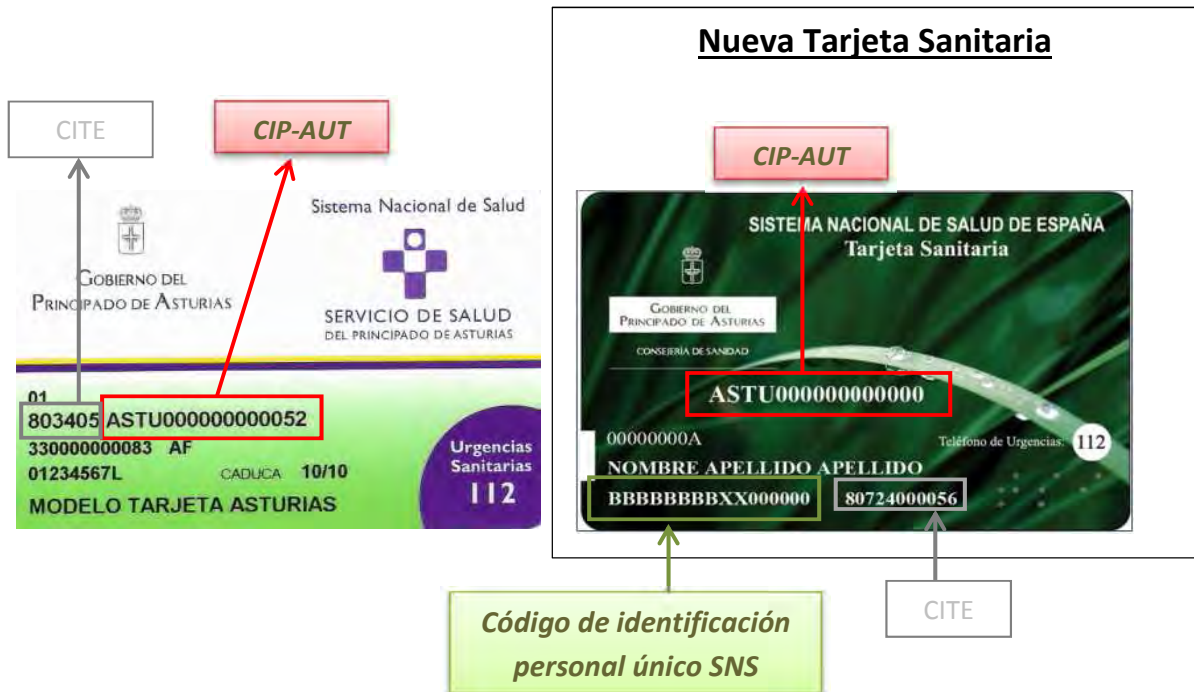 Nueva Tarjeta Sanitaria
CITE
CIP-AUT
CIP-AUT
GOBIERNO DEL
PRINCIPADO DE ASTURIAS
Sistema Nacional de Salud
SERVICIO DE SALUD
DEL PRINCIPADO DE ASTURIAS
01
803405 ASTU000000000052
330000000083 AF
01234567L CADUCA 10/10
MODELO TARJETA ASTURIAS
Urgencias
Sanitarias
112
SISTEMA NACIONAL DE SALUD DE ESPAÑA
Tarjeta Sanitaria
GOBIERNO DEL
PRINCIPADO DE ASTURIAS
CONSEJERÍA DE SANIDAD
ASTU000000000000
00000000A
Teléfono de Urgencias: 112
NOMBRE APELLIDO APELLIDO
BBBBBBBBXX000000 80724000056
Código de identificación
personal único SNS
CITE